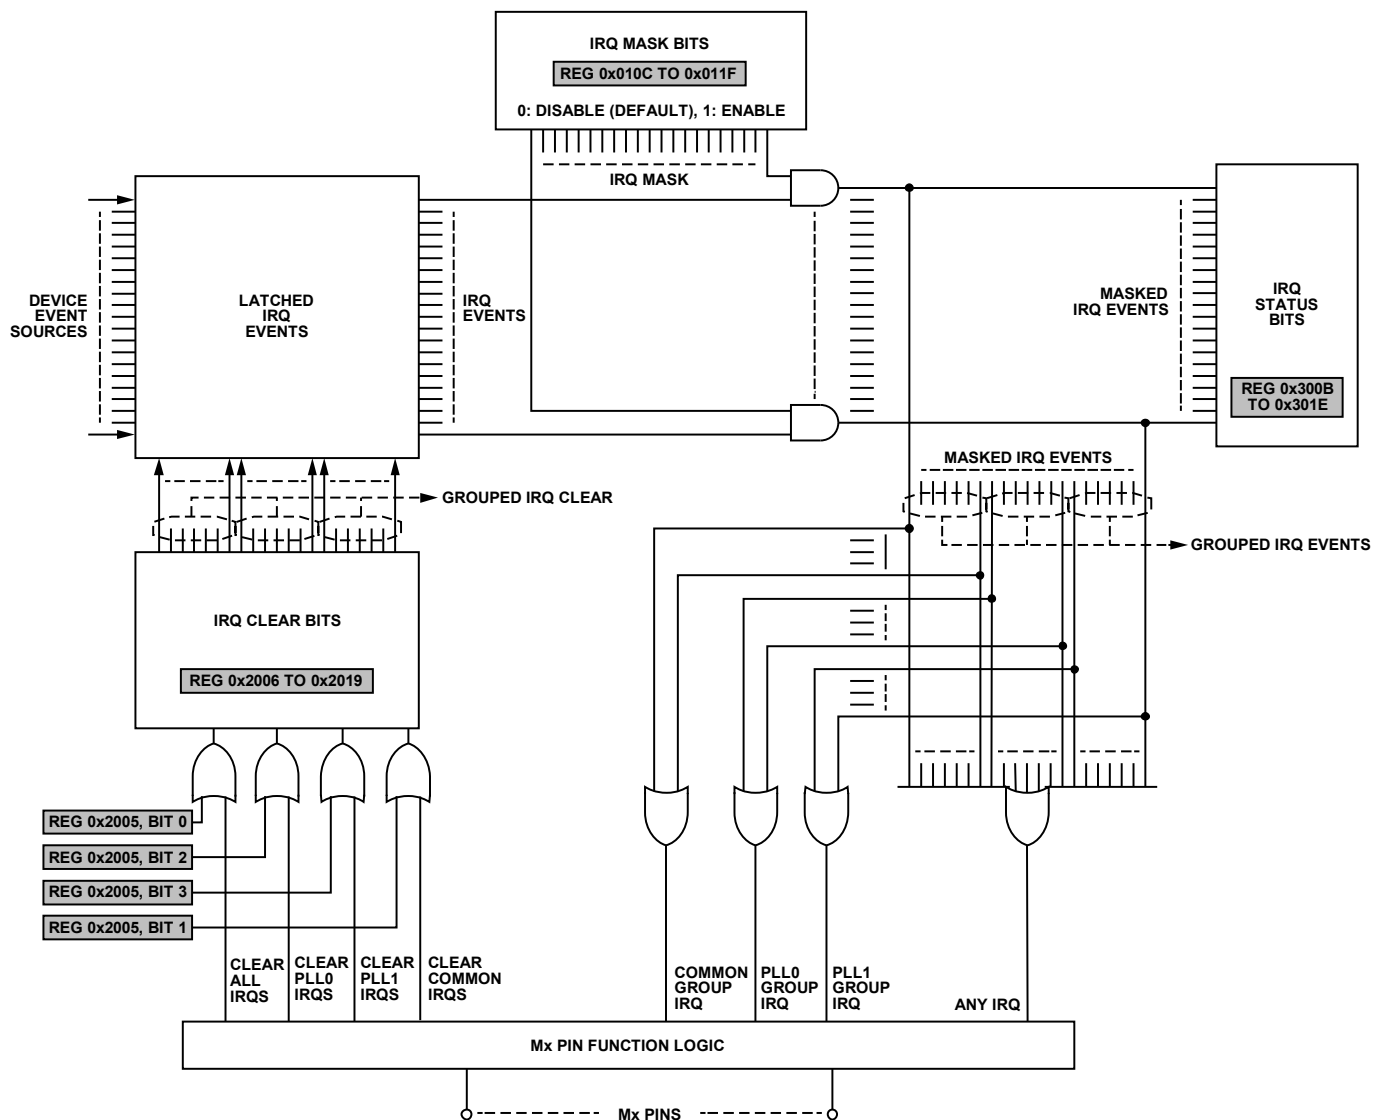 IRQ MASK BITS
REG 0x010C TO 0x011F
0: DISABLE (DEFAULT), 1: ENABLE
IRQ MASK
DEVICE
EVENT
SOURCES
LATCHED
IRQ
EVENTS
IRQ
EVENTS
MASKED
IRQ EVENTS
IRQ
STATUS
BITS
REG 0x300B
TO 0x301E
GROUPED IRQ CLEAR
MASKED IRQ EVENTS
GROUPED IRQ EVENTS
IRQ CLEAR BITS
REG 0x2006 TO 0x2019
REG 0x2005, BIT 0
REG 0x2005, BIT 2
REG 0x2005, BIT 3
REG 0x2005, BIT 1
CLEAR
ALL
IRQS
CLEAR
PLL0
IRQS
CLEAR
PLL1
IRQS
CLEAR
COMMON
IRQS
COMMON
GROUP
IRQ
PLL0
GROUP
IRQ
PLL1
GROUP
IRQ
ANY IRQ
Mx PIN FUNCTION LOGIC
Mx PINS